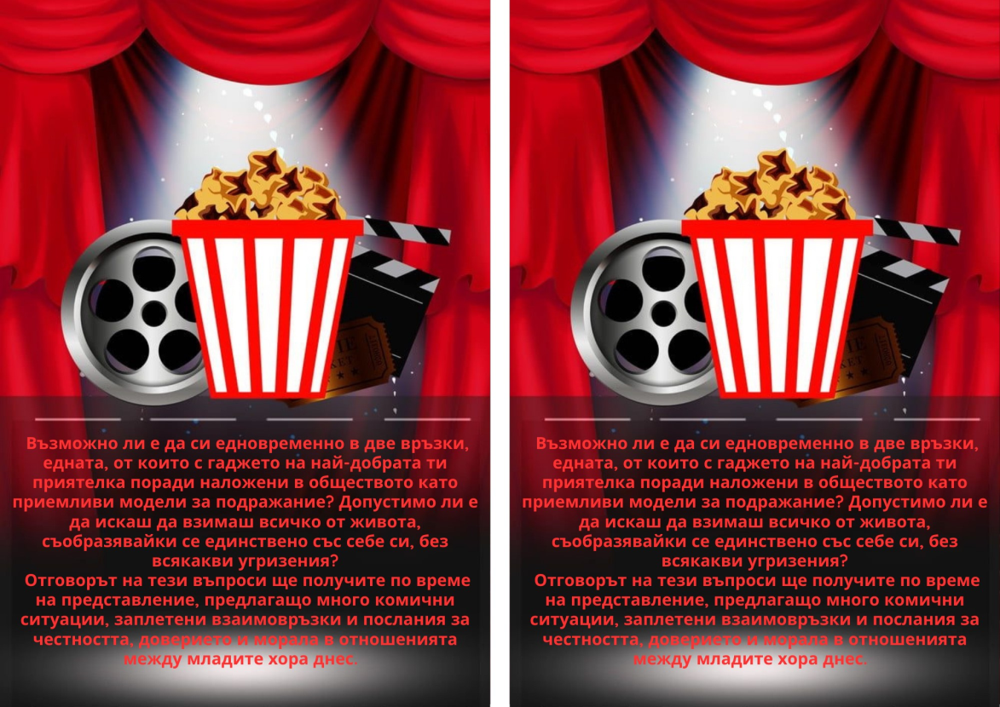 Възможно ли е да си едновременно в две връзки,
едната, от които с гаджето на най-добрата ти
приятелка поради наложени в обществото като
приемливи модели за подражание? Допустимо ли е
да искаш да взимаш всичко от живота,
съобразявайки се единствено със себе си, без
всякакви угризения?
Отговорът на тези въпроси ще получите по време
на представление, предлагащо много комични
ситуации, заплетени взаимовръзки и послания за
честността, доверието и морала в отношенията
между младите хора днес.
Възможно ли е да си едновременно в две връзки,
едната, от които с гаджето на най-добрата ти
приятелка поради наложени в обществото като
приемливи модели за подражание? Допустимо ли е
да искаш да взимаш всичко от живота,
съобразявайки се единствено със себе си, без
всякакви угризения?
Отговорът на тези въпроси ще получите по време
на представление, предлагащо много комични
ситуации, заплетени взаимовръзки и послания за
честността, доверието и морала в отношенията
между младите хора днес.